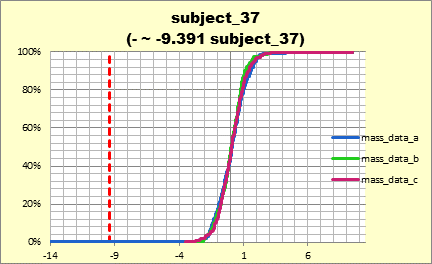 subject_37
(- ~ -9.391 subject_37)
100%
80%
60%
40%
20%
0%
-14 -9 -4 1 6
mass_data_a
mass_data_b
mass_data_c